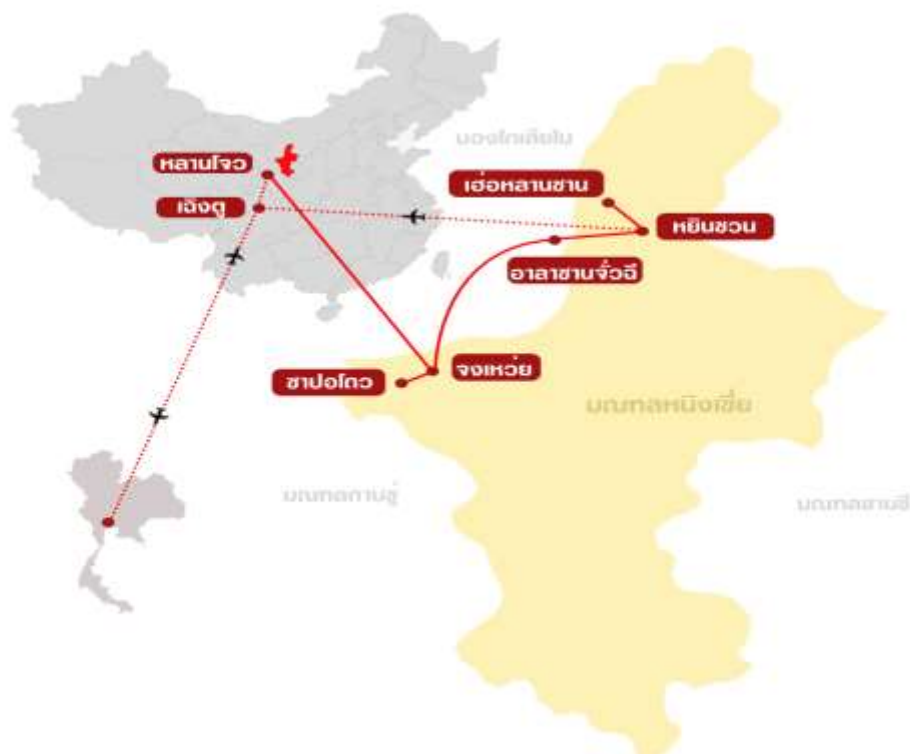 มองโกเลียใน
หลานโจว
เฮ่อหลานซาน
เฉิงตู
หยินชวน
อาลาซานจั่วฉี
จงเหว่ย
ซาปอโถว
มณฑลหนิงเซี่ย
มณฑลกานซู่
มณฑลซานซี